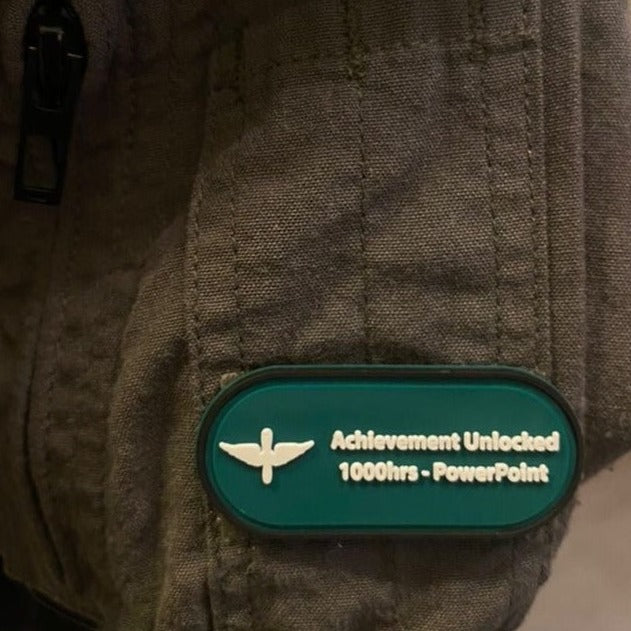 Achievement Unlocked
1000hrs - PowerPoint